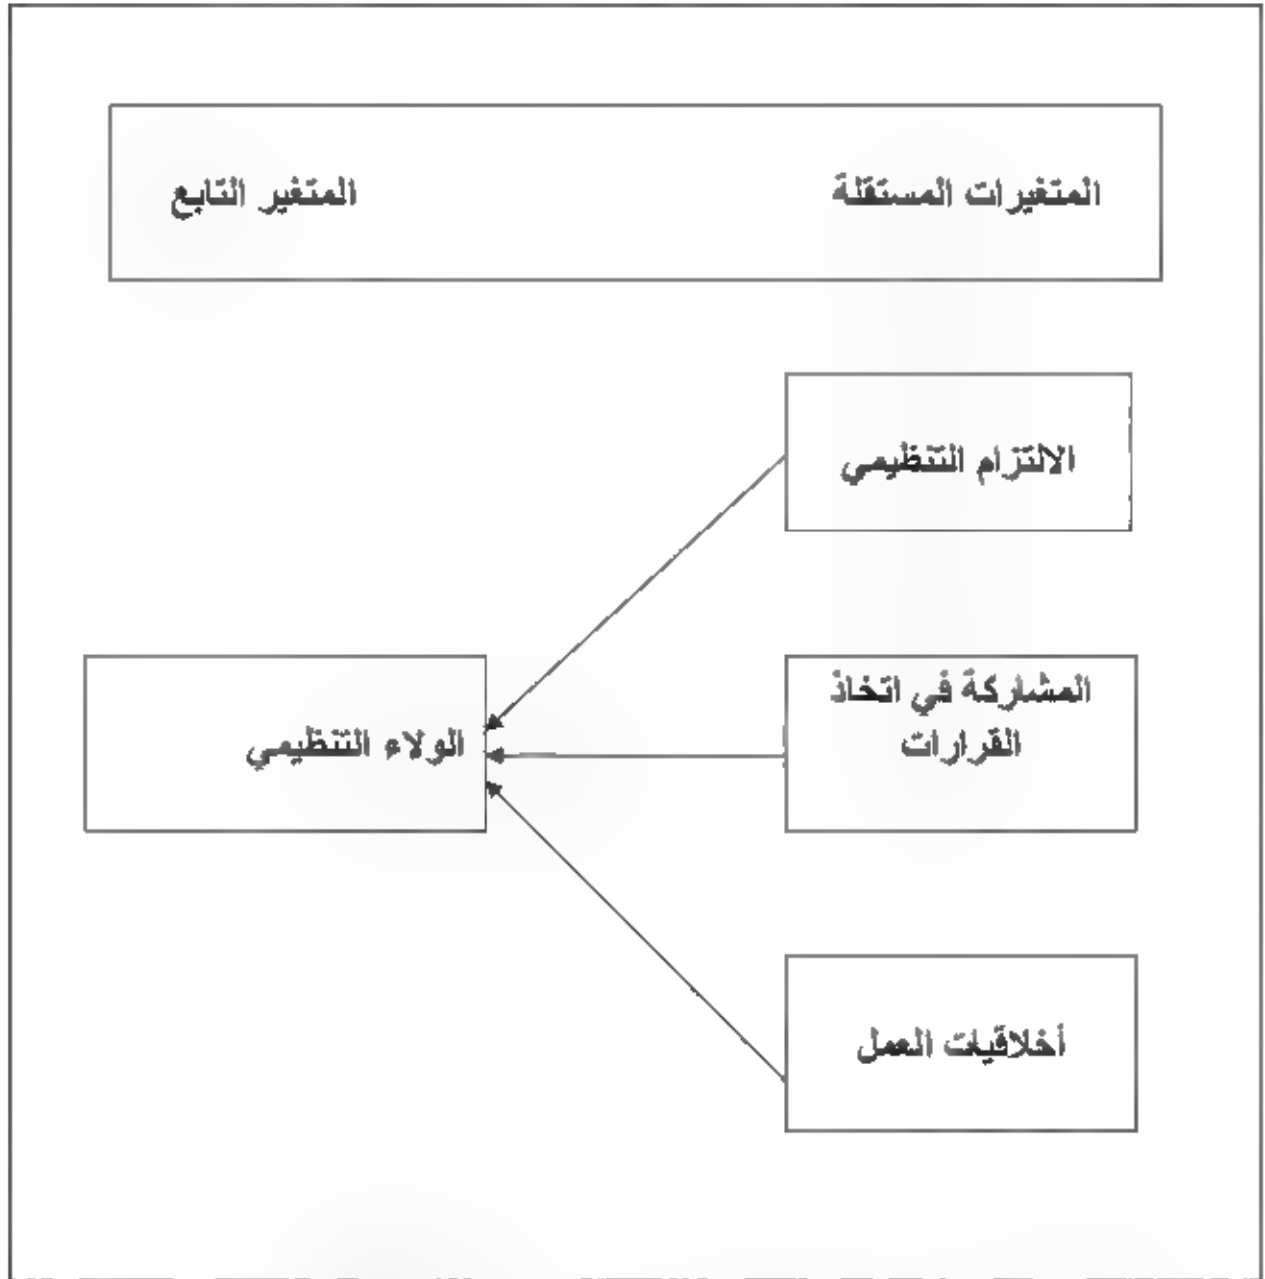 المتغيرات المستقلة
المتغير التابع
الالتزام التنظيمي
المشاركة في اتخاذ
القرارات
الولاء التنظيمي
أخلاقيات العمل